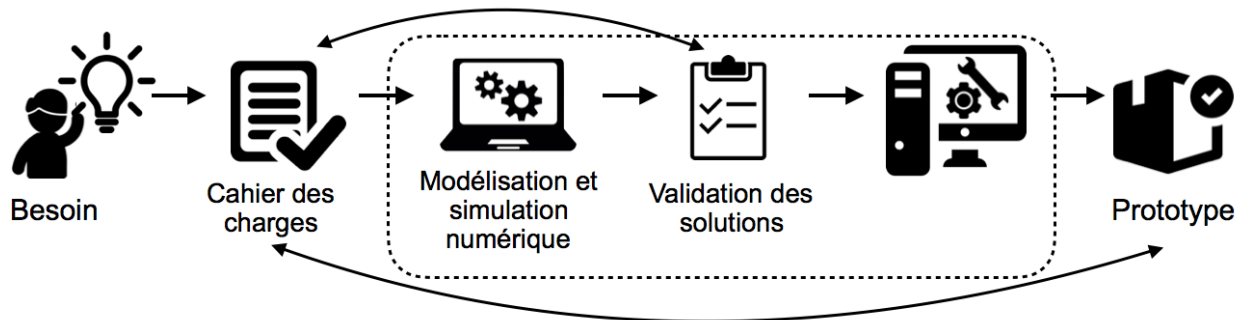 Besoin
Cahier des
charges
Modélisation et
simulation
numérique
Validation des
solutions
Prototype